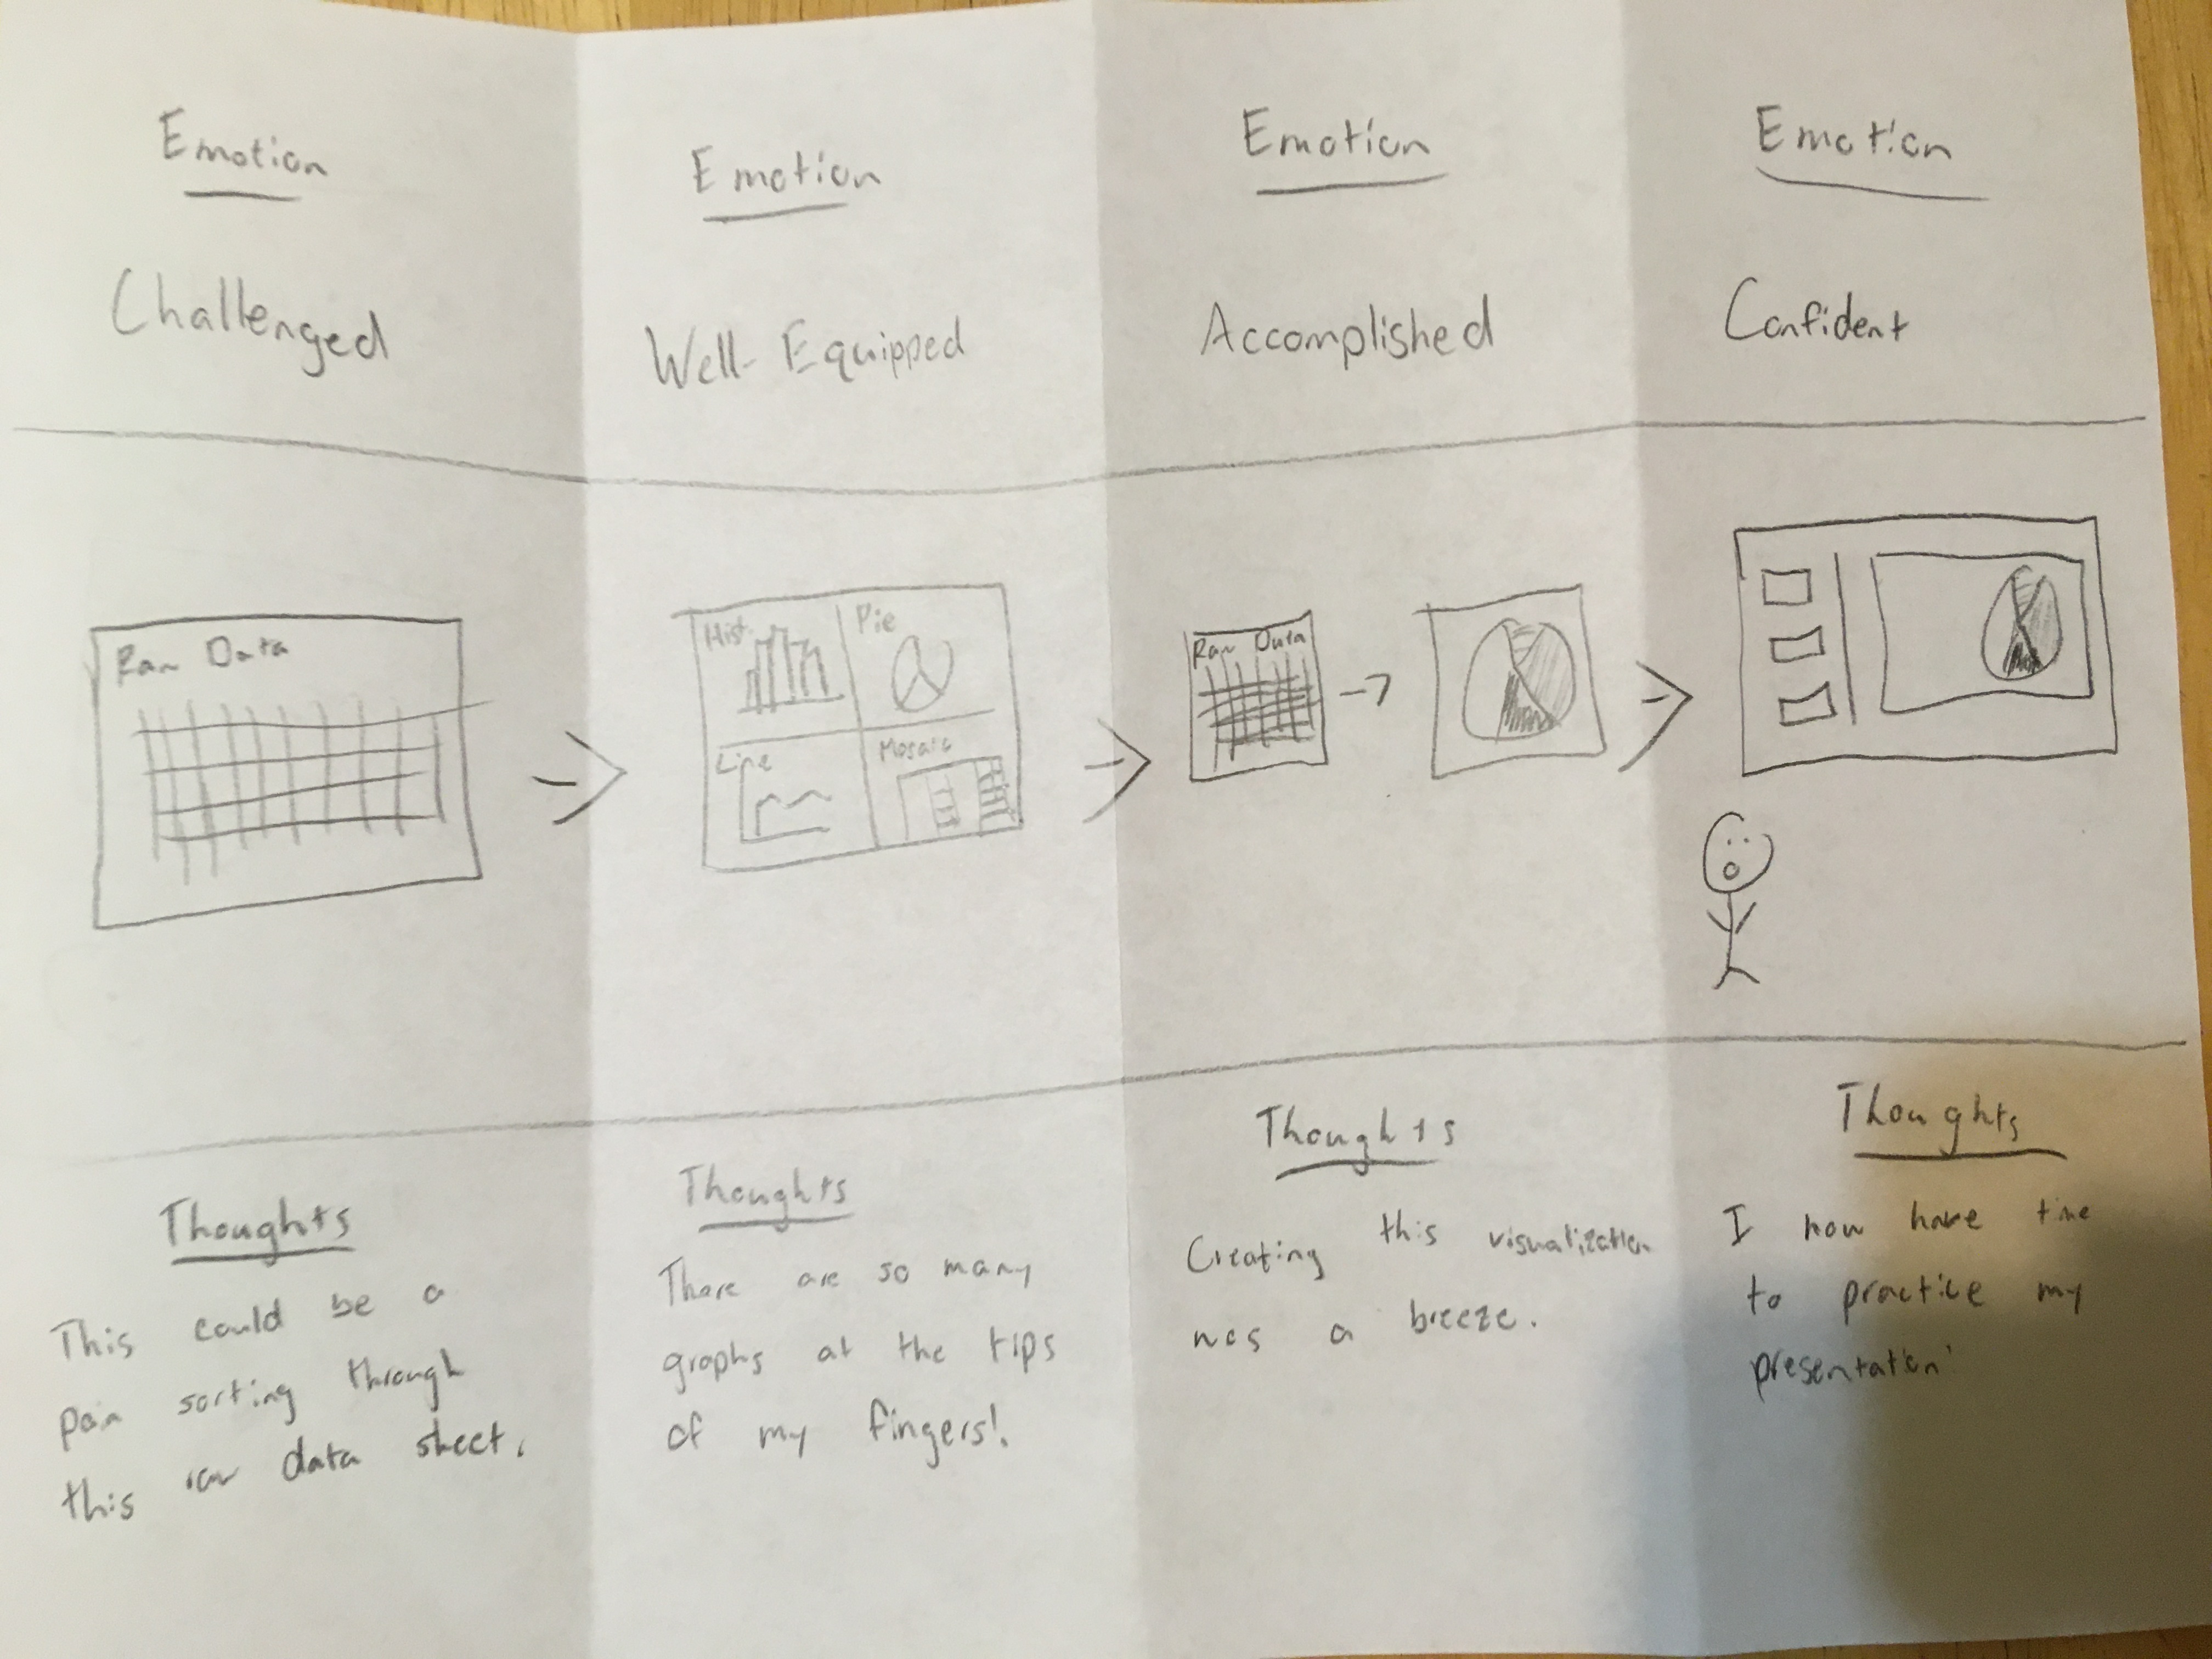 Emotion
Challenged
Raw Data
Thoughts
This could be a
pain sorting through
this raw data sheet.
Emotion
Well-Equipped
Hist
Pie
Line
Mosaic
Thoughts
There are so many
graphs at the tips
of my fingers!
Emotion
Accomplished
Raw Data
Thoughts
Creating this visualization
was a breeze.
Emotion
Confident
Thoughts
I now have time
to practice my
presentation